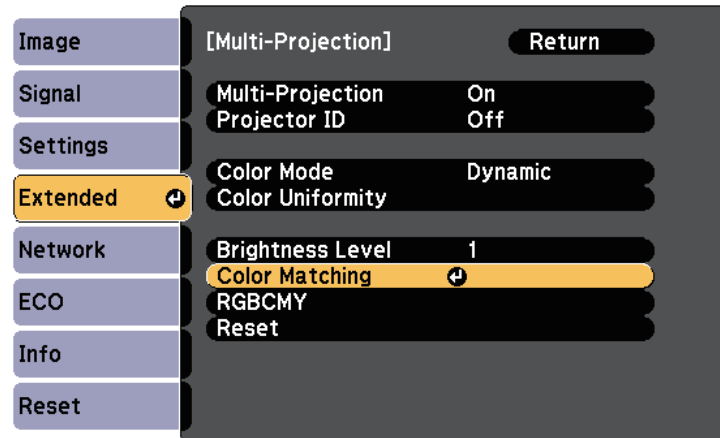 Image
Signal
Settings
Extended
Network
ECO
Info
Reset
[Multi-Projection] Return
Multi-Projection On
Projector ID Off
Color Mode Dynamic
Color Uniformity
Brightness Level 1
Color Matching
RGBCMY
Reset